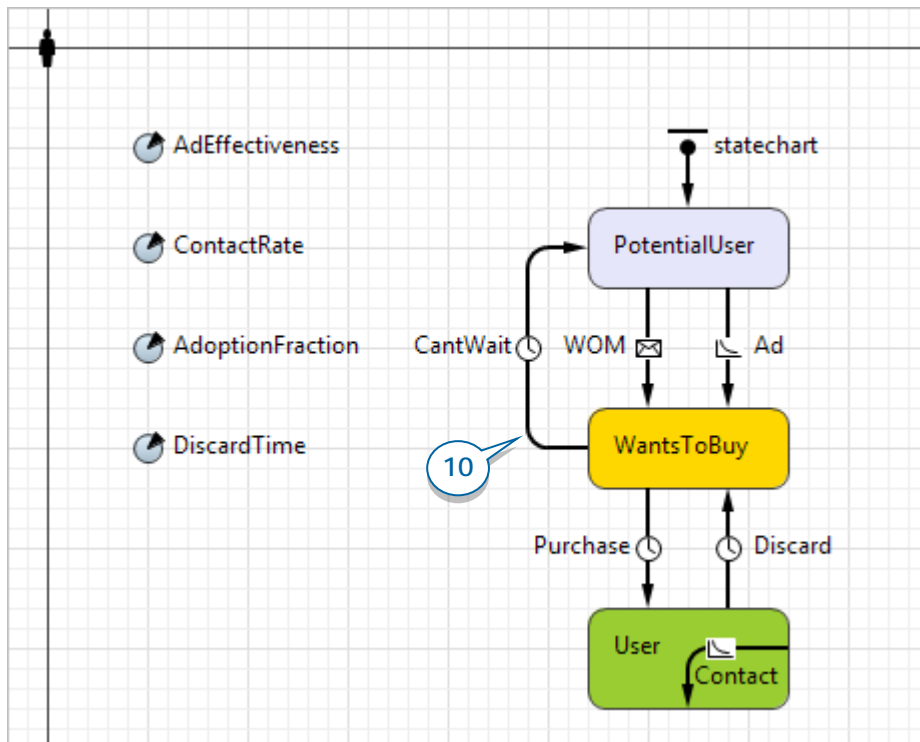 AdEffectiveness
statechart
ContactRate
PotentialUser
AdoptionFraction
CantWait
WOM
Ad
DiscardTime
10
WantsToBuy
Purchase
Discard
User
Contact